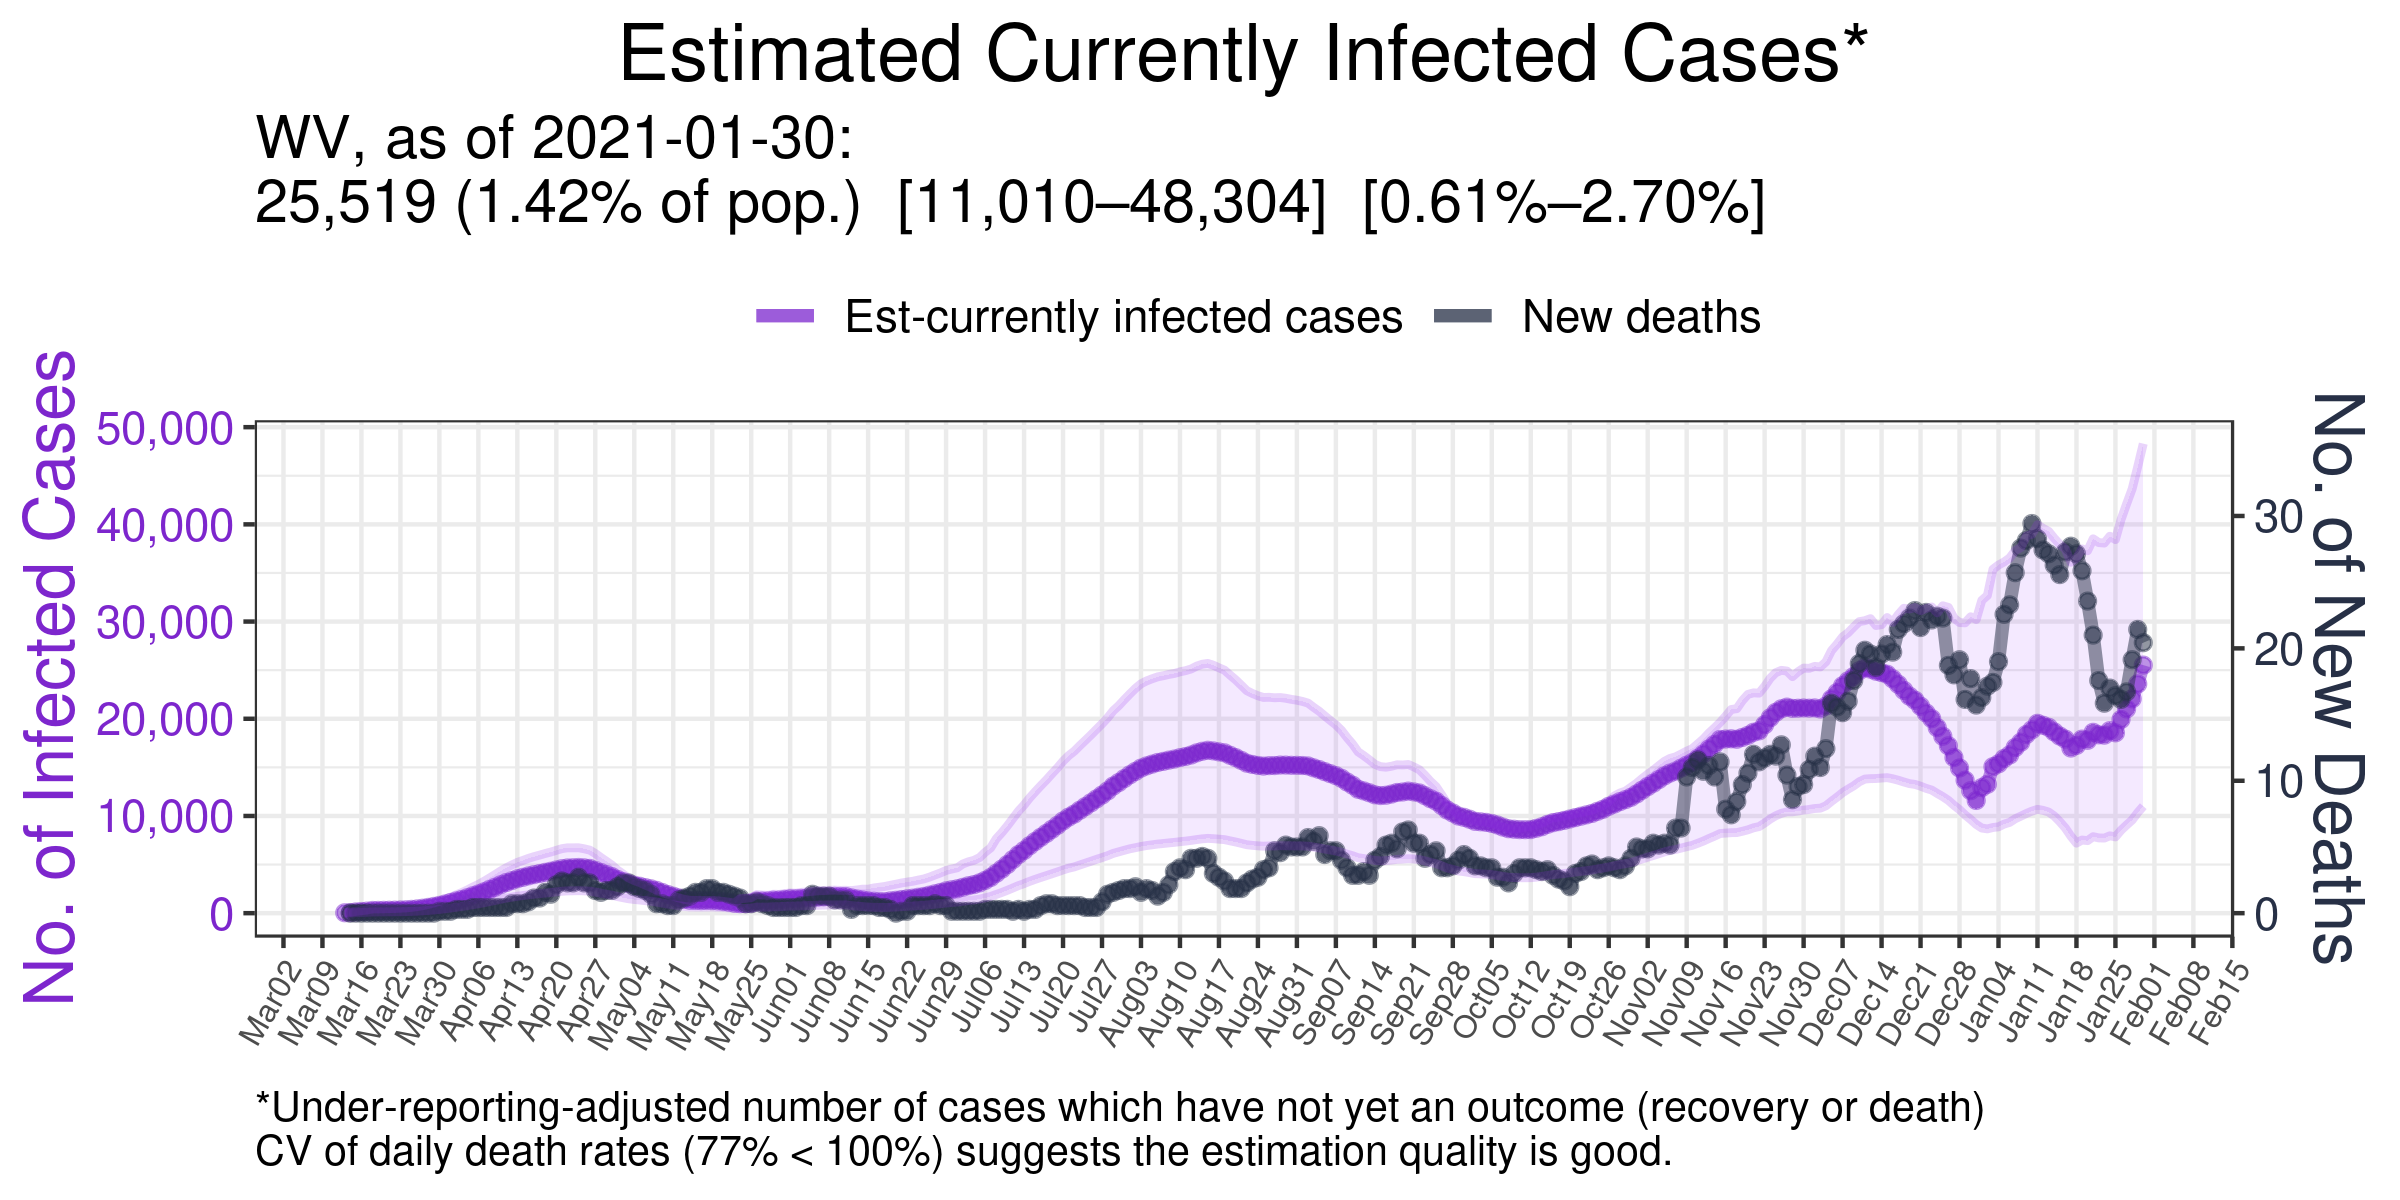 Estimated Currently Infected Cases*
WV, as of 2021-01-30:
25,519 (1.42% of pop.)  [11,010–48,304]  [0.61%–2.70%]
Est-currently infected cases
New deaths
No. of Infected Cases
50,000
40,000
30,000
20,000
10,000
0
30
20
10
0
No. of New Deaths
Mar02
Mar09
Mar16
Mar23
Mar30
Apr06
Apr13
Apr20
Apr27
May04
May11
May18
May25
Jun01
Jun08
Jun15
Jun22
Jun29
Jul06
Jul13
Jul20
Jul27
Aug03
Aug10
Aug17
Aug24
Aug31
Sep07
Sep14
Sep21
Sep28
Oct05
Oct12
Oct19
Oct26
Nov02
Nov09
Nov16
Nov23
Nov30
Dec07
Dec14
Dec21
Dec28
Jan04
Jan11
Jan18
Jan25
Feb01
Feb08
Feb15
*Under-reporting-adjusted number of cases which have not yet an outcome (recovery or death)
CV of daily death rates (77% < 100%) suggests the estimation quality is good.